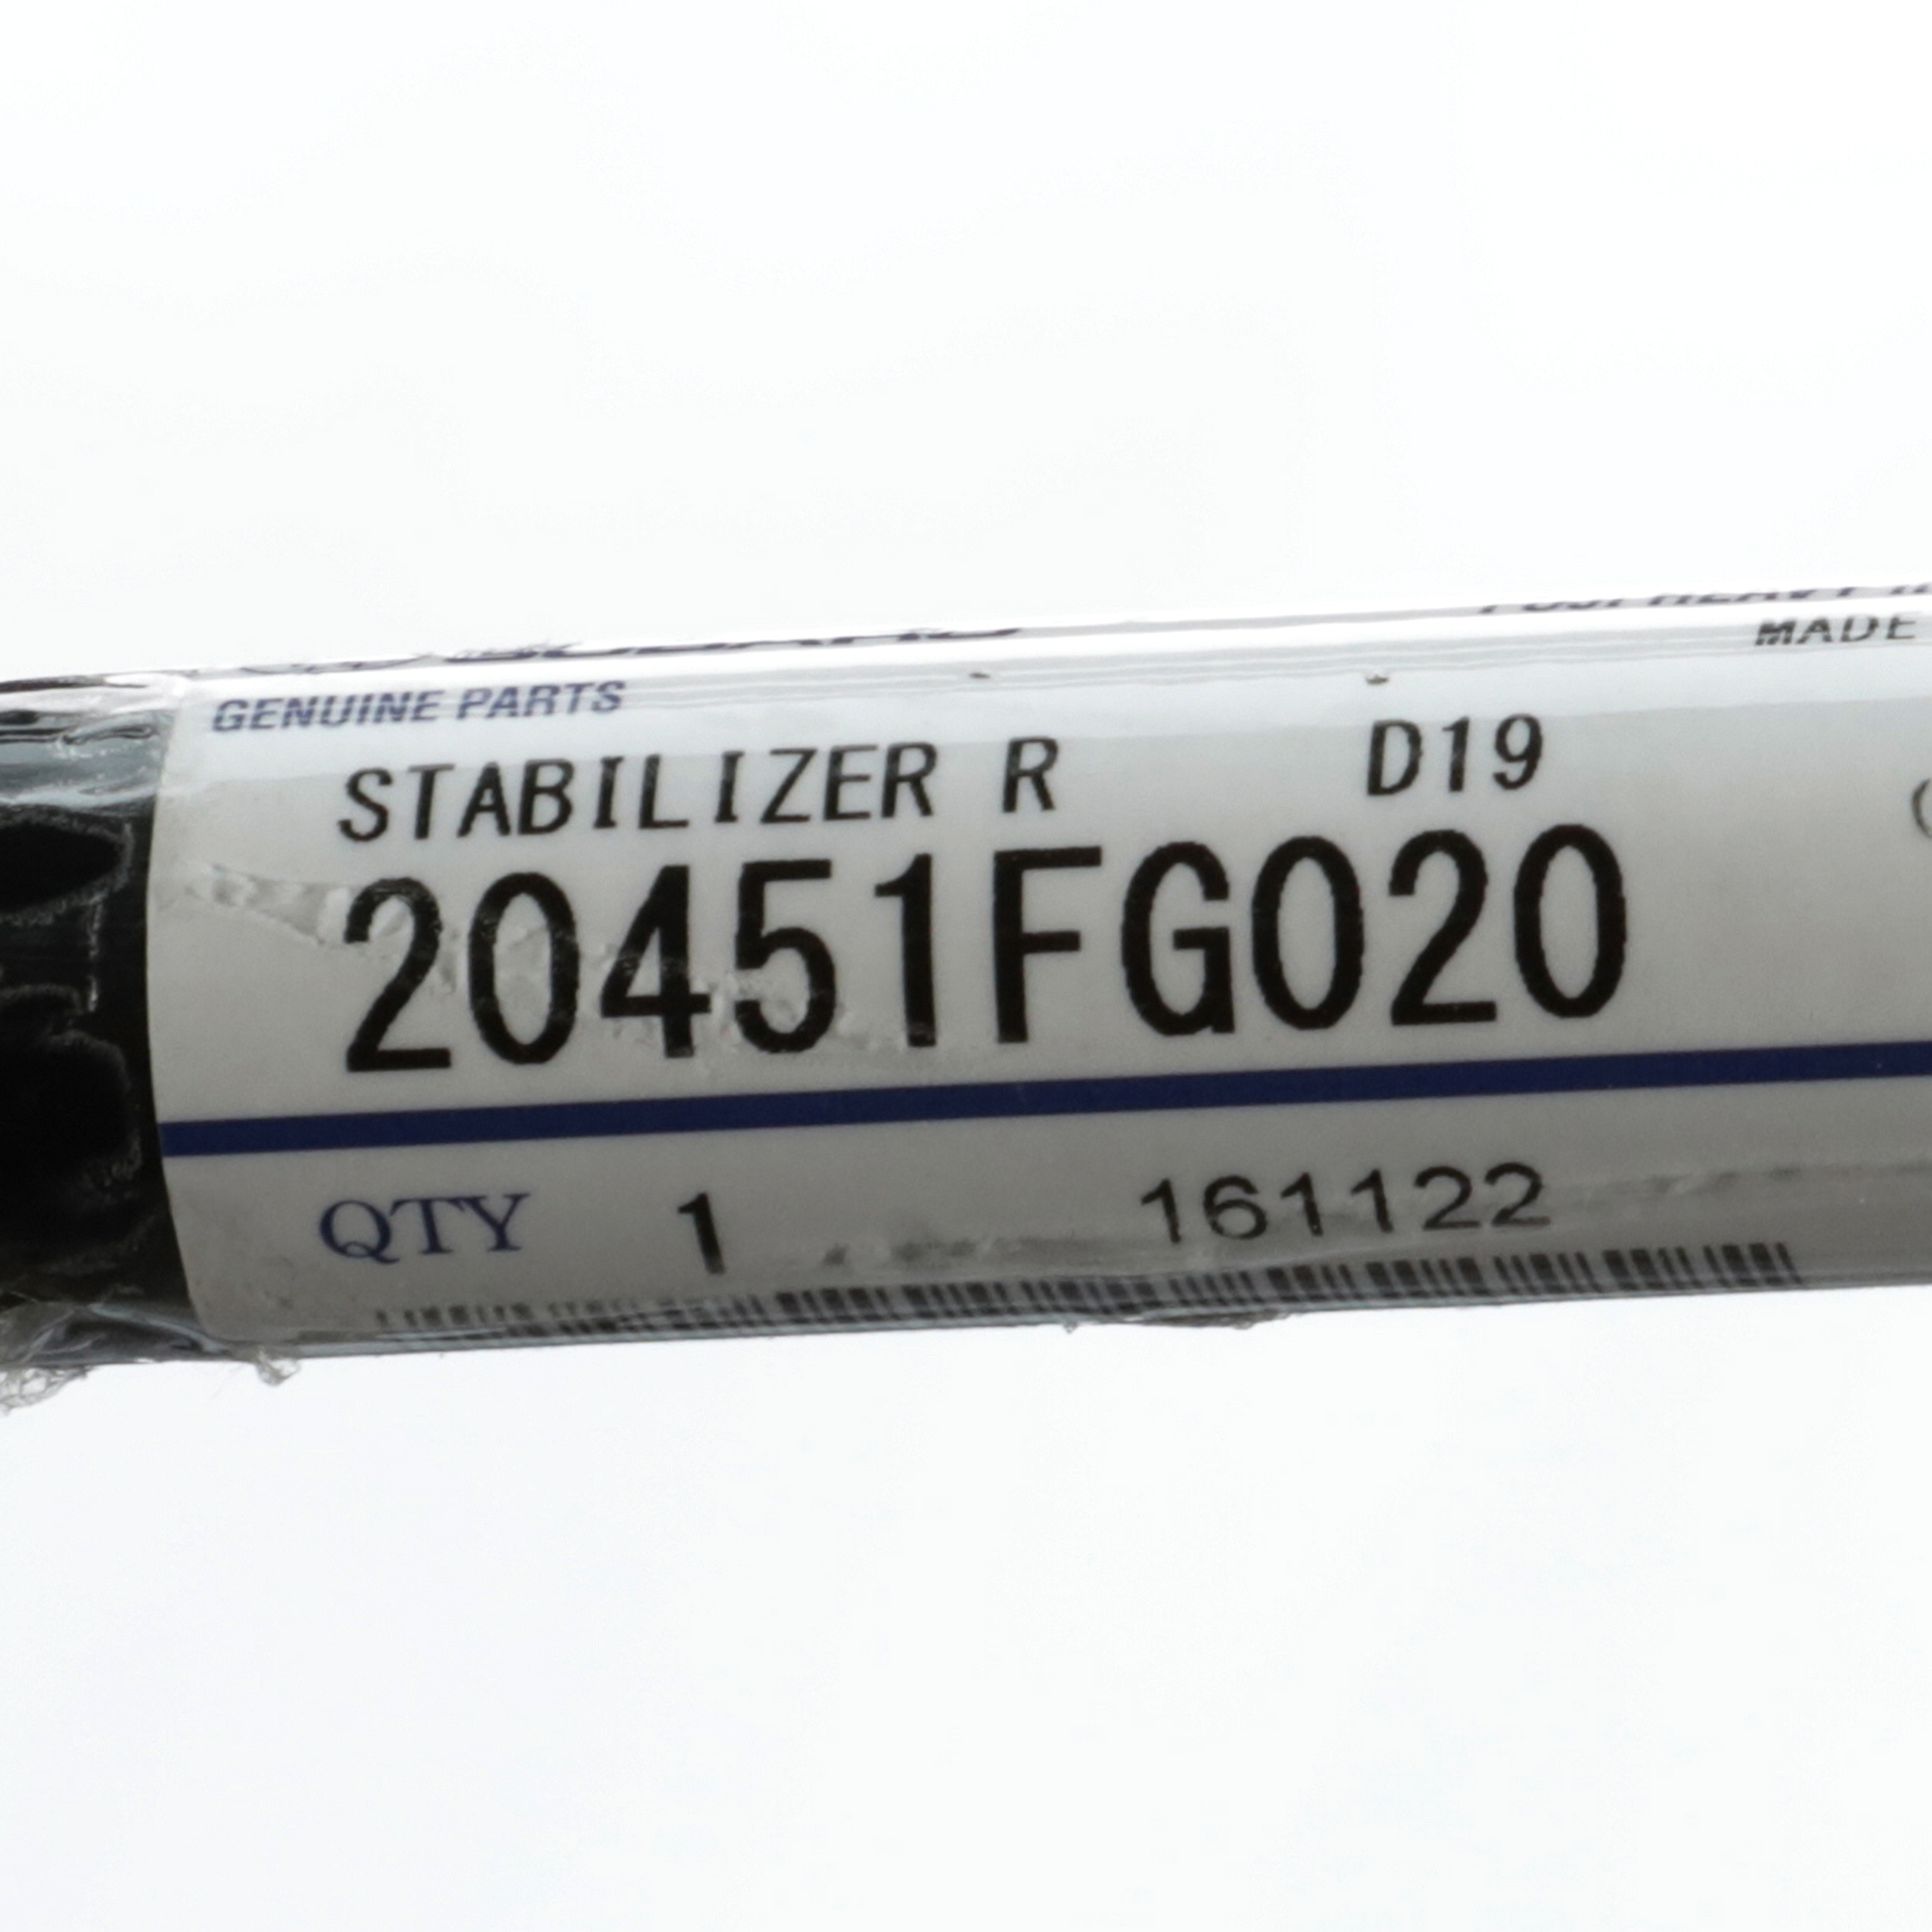 MADE
GENUINE PARTS
STABILIZER R D19
20451FG020
QTY 1 161122